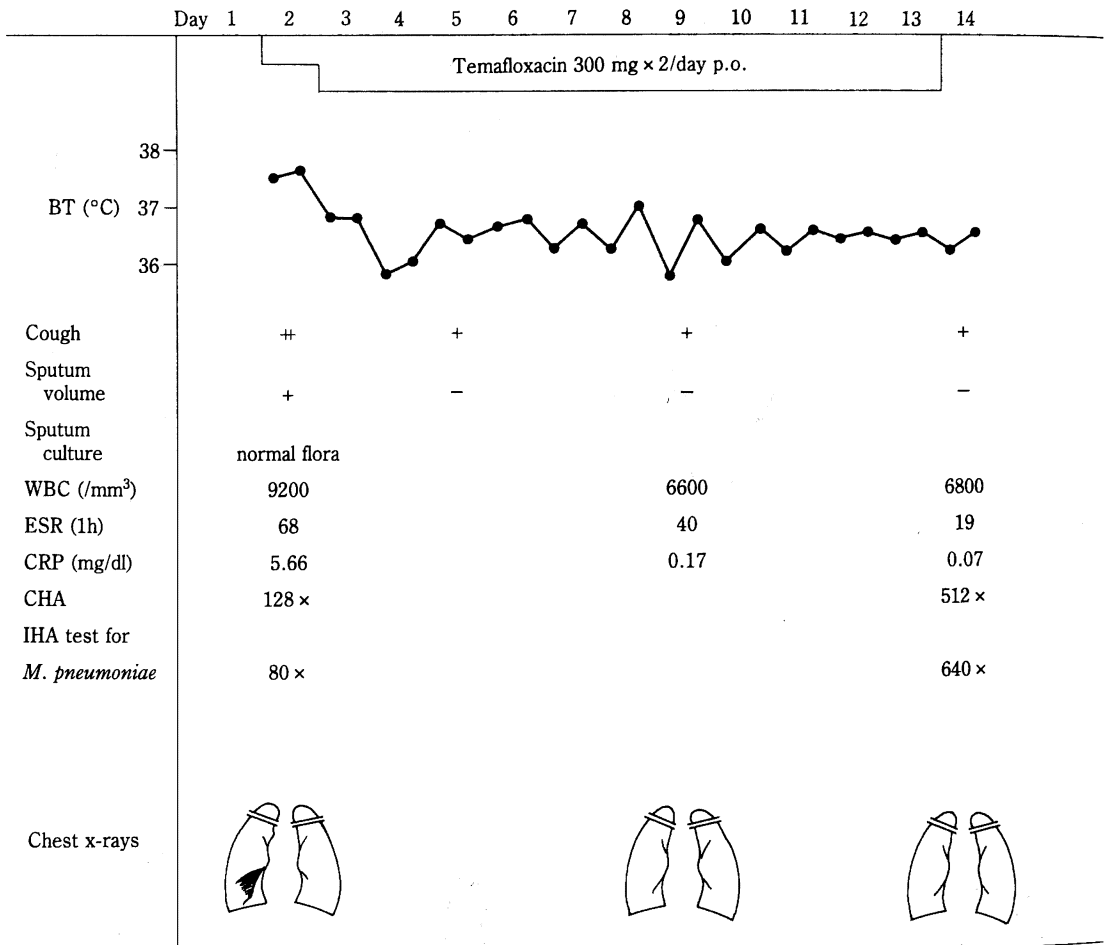 Day 1 2 3 4 5 6 7 8 9 10 11 12 13 14
Temafloxacin 300 mg × 2/day p.o.
38
BT (°C) 37
36
Cough ⧺ + + +
Sputum
volume + − − −
Sputum
culture normal flora
WBC (/mm³) 9200 6600 6800
ESR (1h) 68 40 19
CRP (mg/dl) 5.66 0.17 0.07
CHA 128 × 512 ×
IHA test for
M. pneumoniae 80 × 640 ×
Chest x-rays